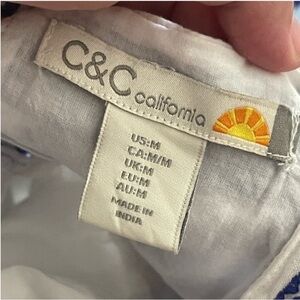 C&C california
US:M
CA:M/M
UK:M
EU:M
AU:M
MADE IN
INDIA